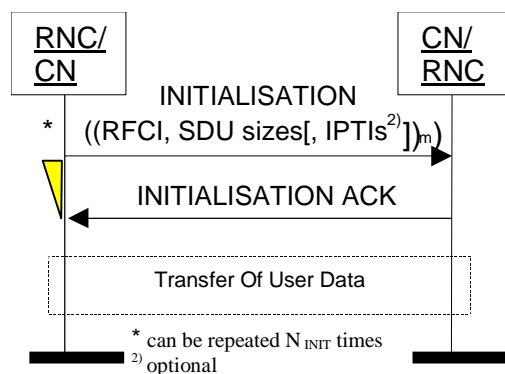 RNC/
CN
CN/
RNC
INITIALISATION
* ((RFCI, SDU sizes[, IPTIs2)])m)
INITIALISATION ACK
Transfer Of User Data
* can be repeated N INIT times
2) optional